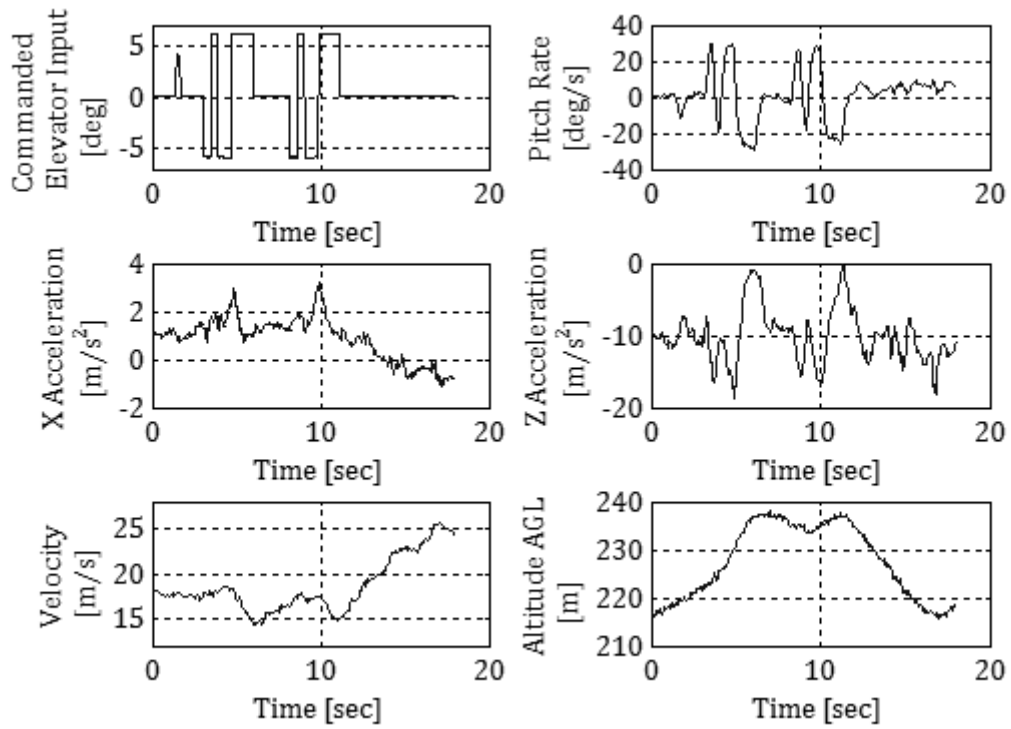 Commanded
Elevator Input
[deg]
5
0
-5
0
10
20
Time [sec]
Pitch Rate
[deg/s]
40
20
0
-20
-40
0
10
20
Time [sec]
X Acceleration
[m/s²]
4
2
0
-2
0
10
20
Time [sec]
Z Acceleration
[m/s²]
0
-10
-20
0
10
20
Time [sec]
Velocity
[m/s]
25
20
15
0
10
20
Time [sec]
Altitude AGL
[m]
240
230
220
210
0
10
20
Time [sec]